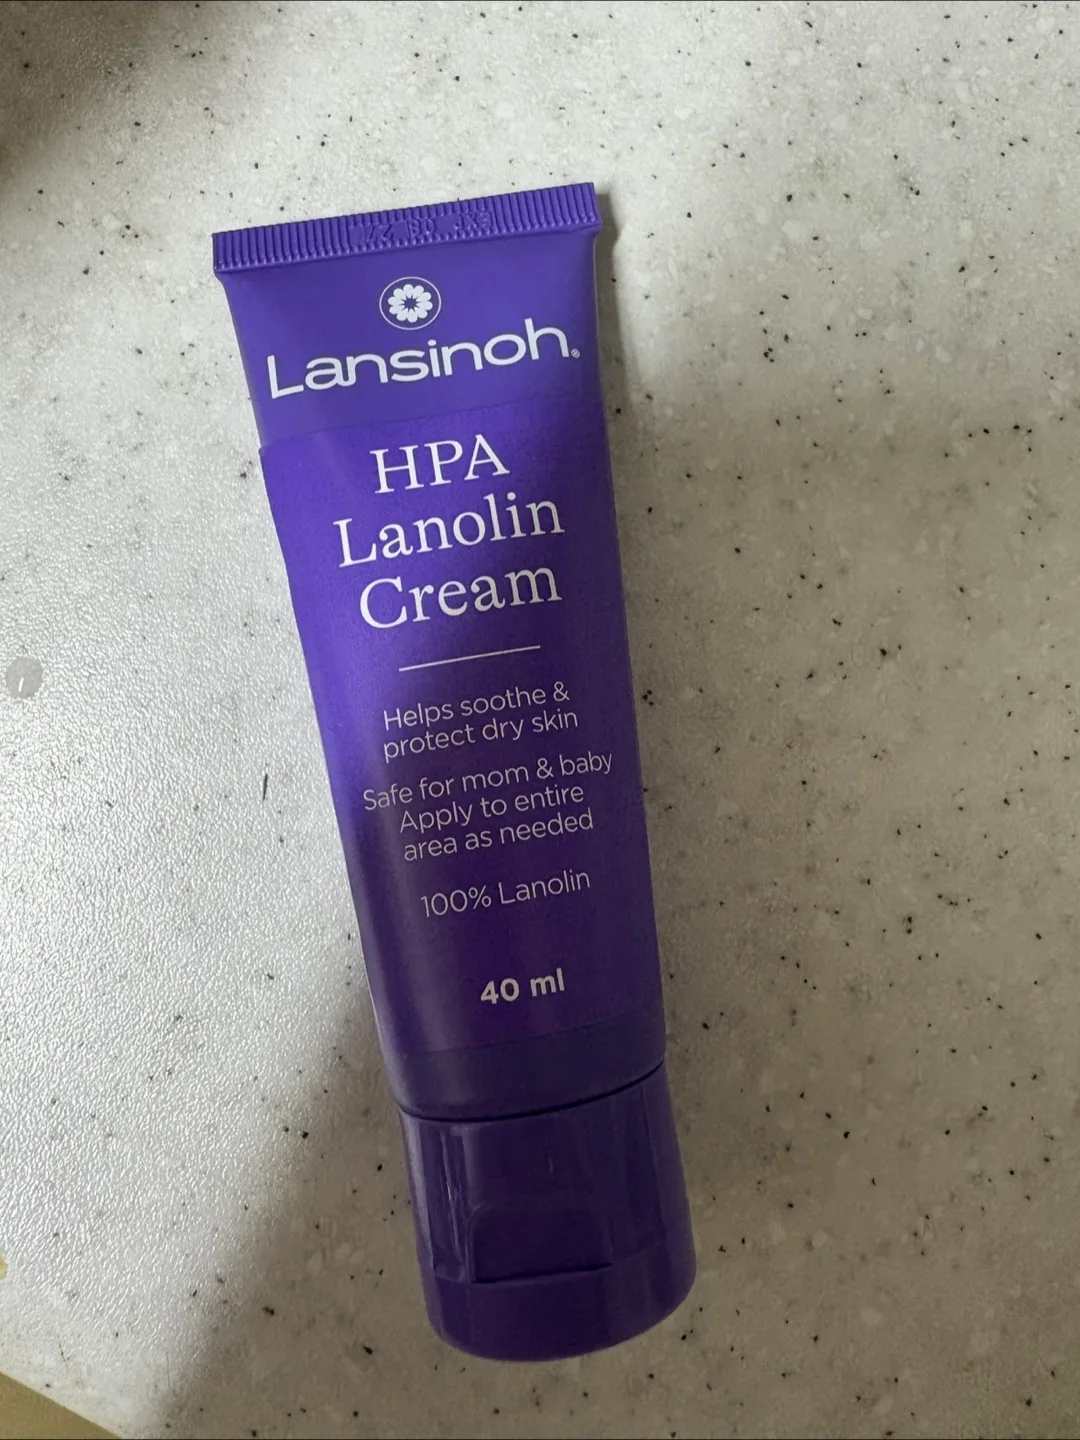 Lansinoh®
HPA
Lanolin
Cream
Helps soothe &
protect dry skin
Safe for mom & baby
Apply to entire
area as needed
100% Lanolin
40 ml